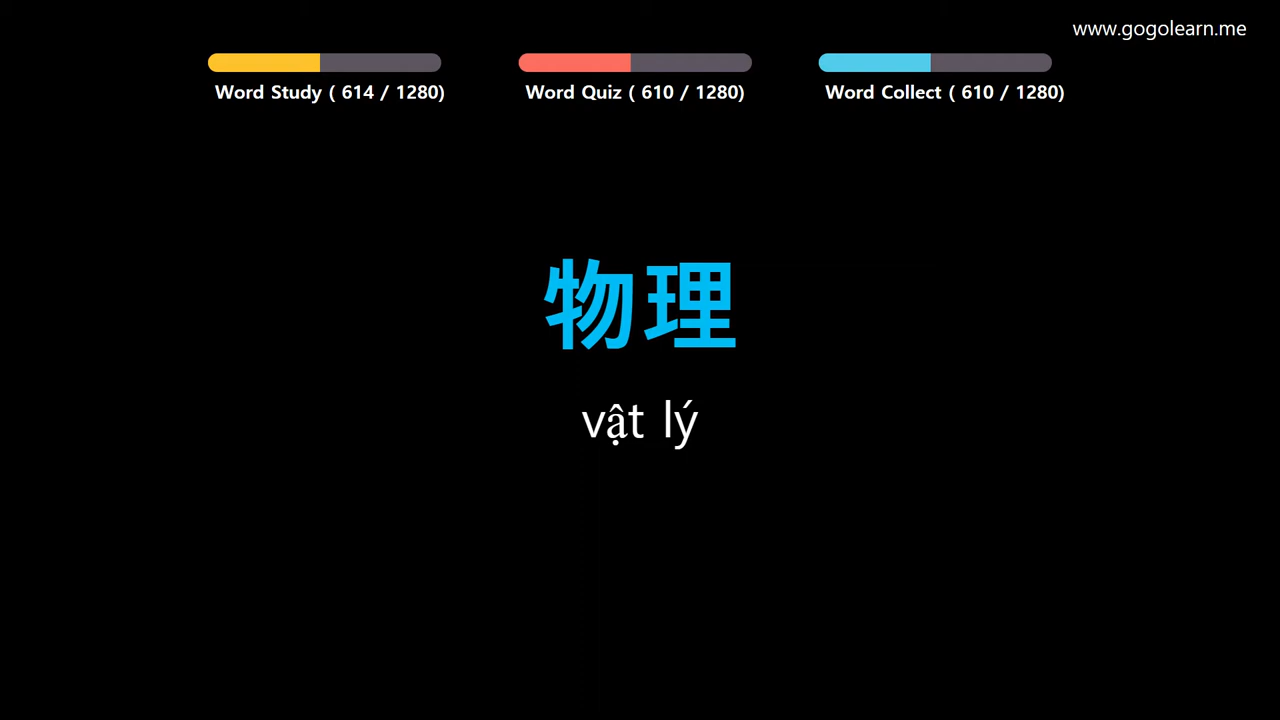 www.gogolearn.me
Word Study ( 614 / 1280)
Word Quiz ( 610 / 1280)
Word Collect ( 610 / 1280)
物理
vật lý